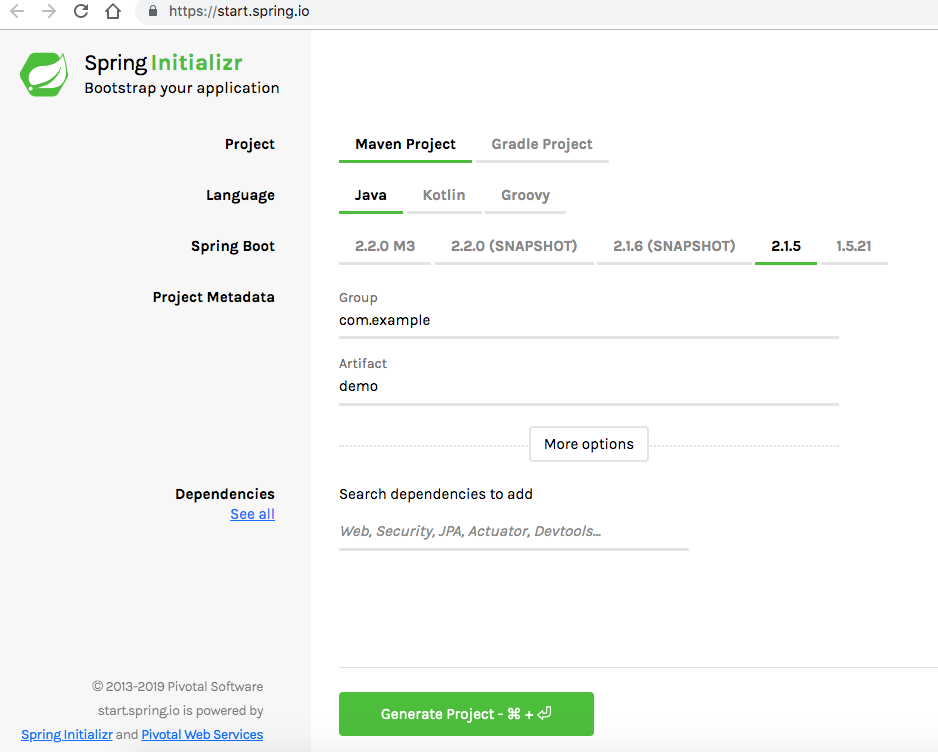 https://start.spring.io
Spring Initializr
Bootstrap your application
Project
Maven Project
Gradle Project
Language
Java
Kotlin
Groovy
Spring Boot
2.2.0 M3
2.2.0 (SNAPSHOT)
2.1.6 (SNAPSHOT)
2.1.5
1.5.21
Project Metadata
Group
com.example
Artifact
demo
More options
Dependencies
See all
Search dependencies to add
Web, Security, JPA, Actuator, Devtools...
© 2013-2019 Pivotal Software
start.spring.io is powered by
Spring Initializr and Pivotal Web Services
Generate Project - ⌘ + ⏎